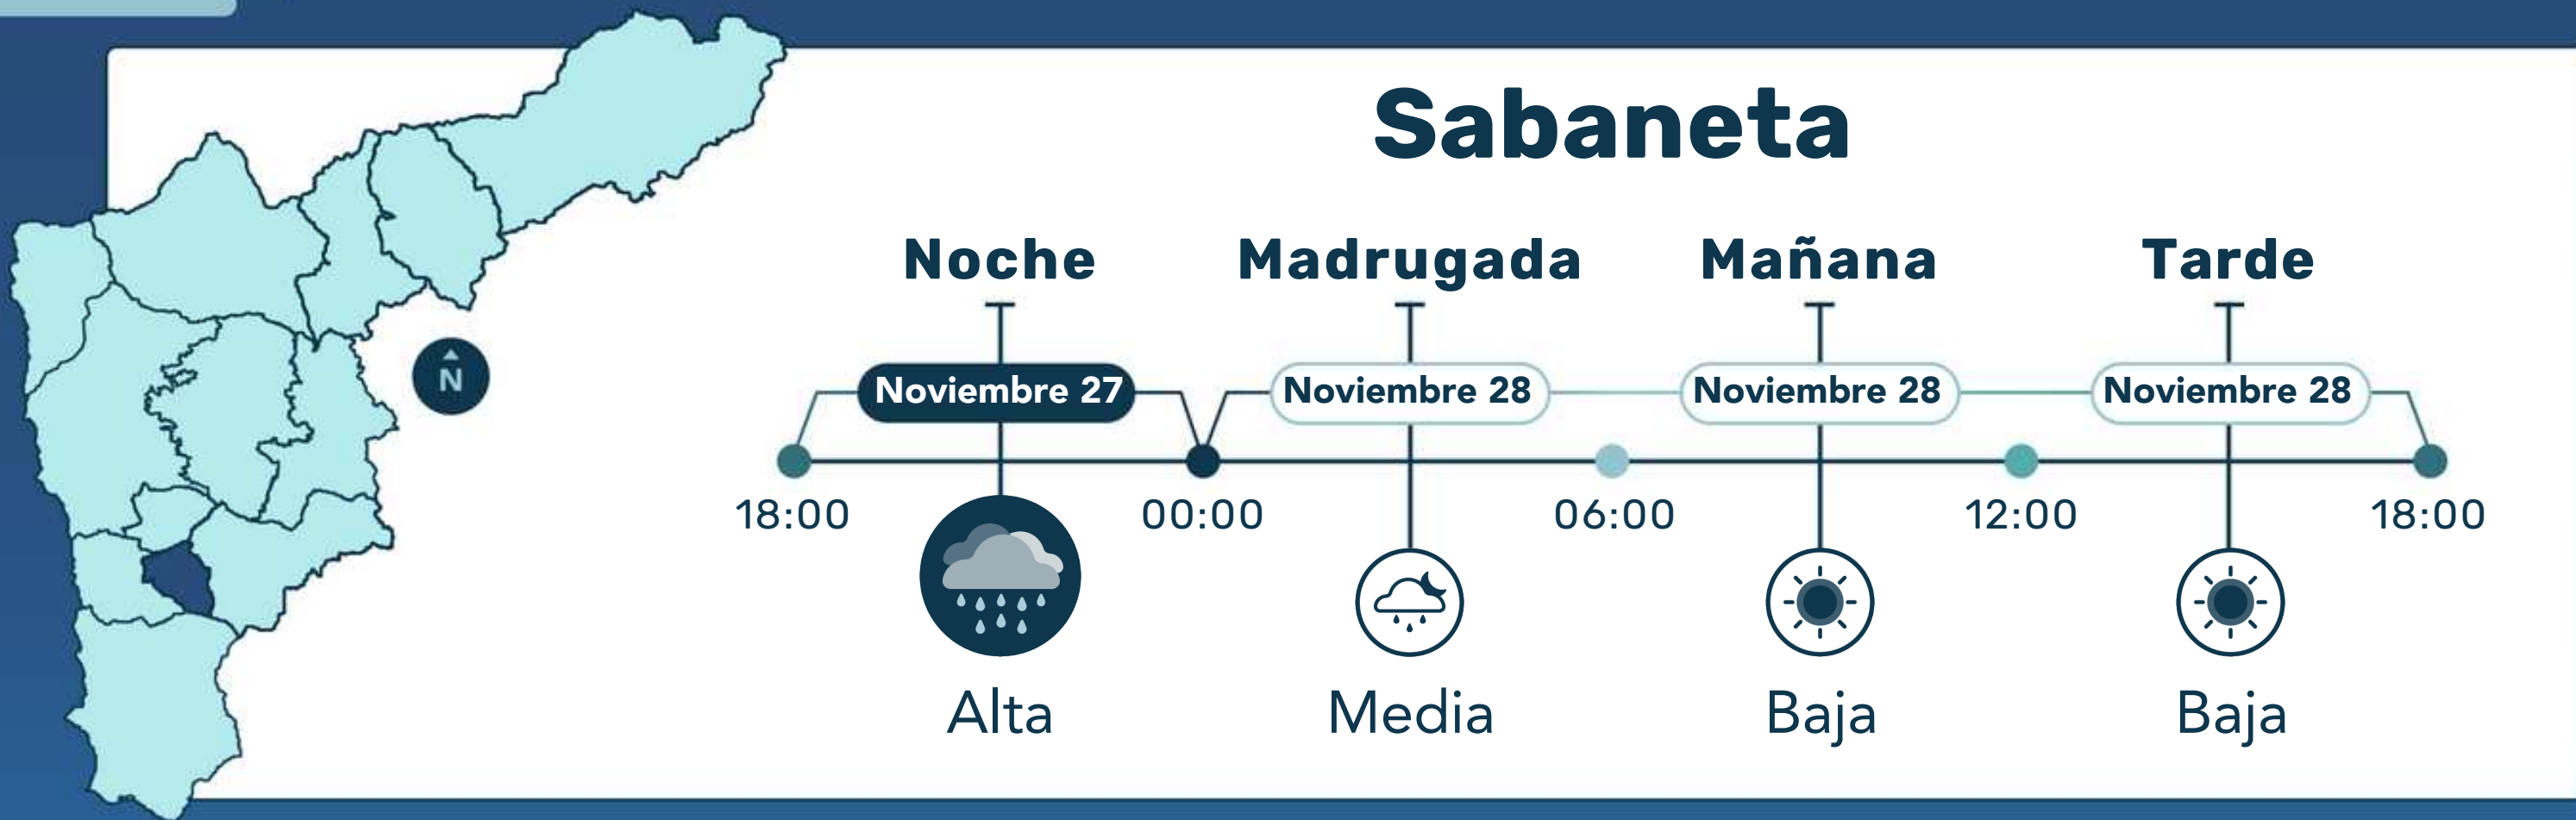 Sabaneta
Noche Madrugada Mañana Tarde
N
Noviembre 27 Noviembre 28 Noviembre 28 Noviembre 28
18:00 00:00 06:00 12:00 18:00
Alta Media Baja Baja